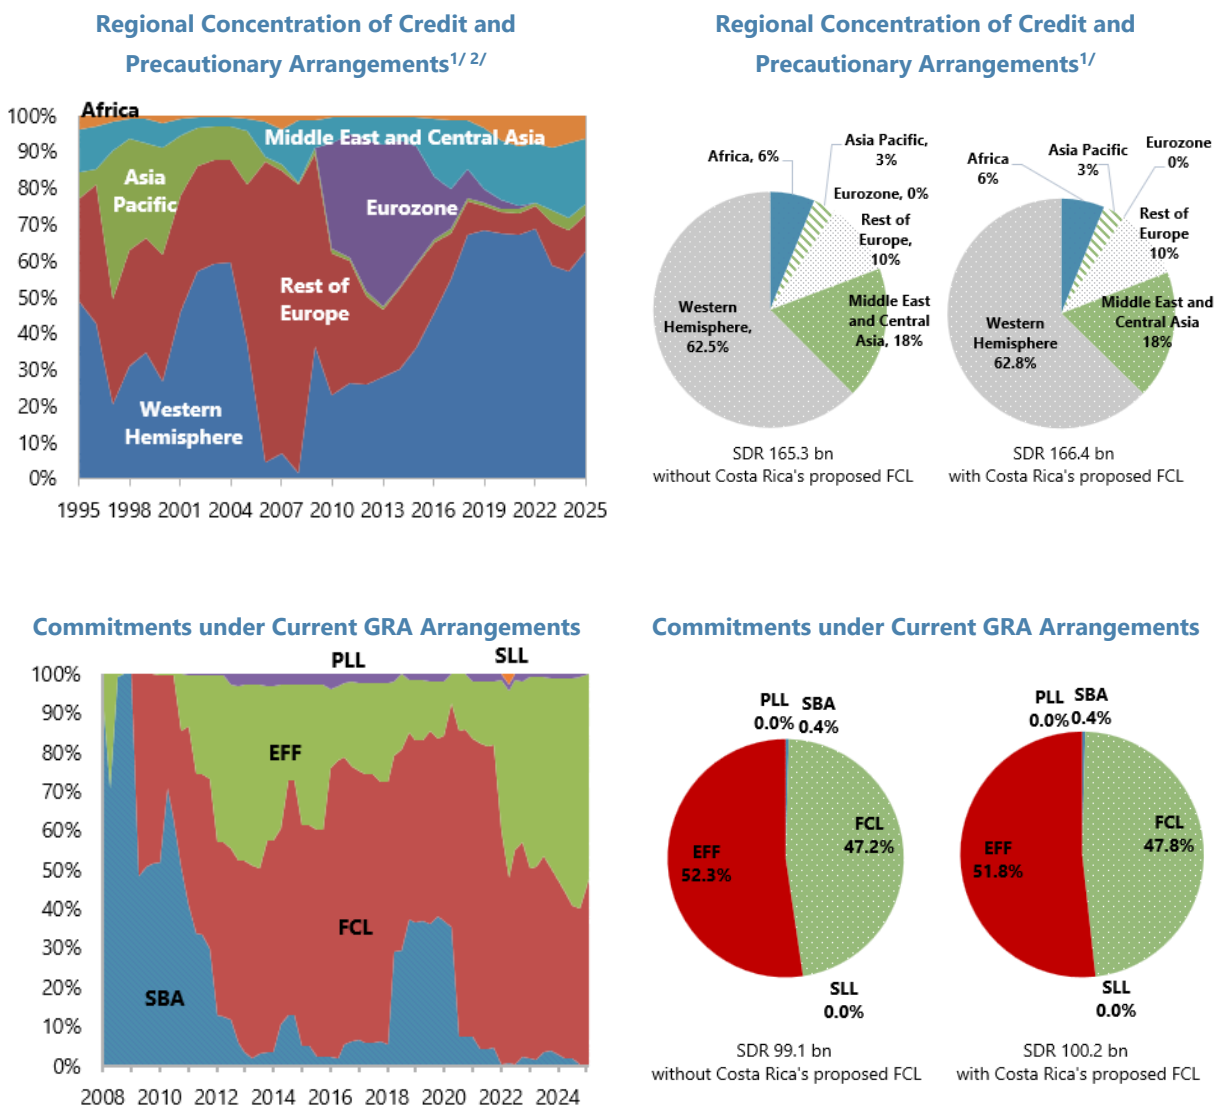 Regional Concentration of Credit and
Precautionary Arrangements1/ 2/
100%
90%
80%
70%
60%
50%
40%
30%
20%
10%
0%
Africa
Middle East and Central Asia
Asia
Pacific
Eurozone
Rest of
Europe
Western
Hemisphere
1995 1998 2001 2004 2007 2010 2013 2016 2019 2022 2025
Regional Concentration of Credit and
Precautionary Arrangements1/
Africa, 6%
Asia Pacific,
3%
Eurozone, 0%
Rest of
Europe,
10%
Middle East
and Central
Asia, 18%
Western
Hemisphere,
62.5%
SDR 165.3 bn
without Costa Rica's proposed FCL
Africa
6%
Asia Pacific
3%
Eurozone
0%
Rest of
Europe
10%
Middle East and
Central Asia
18%
Western
Hemisphere
62.8%
SDR 166.4 bn
with Costa Rica's proposed FCL
Commitments under Current GRA Arrangements
100%
90%
80%
70%
60%
50%
40%
30%
20%
10%
0%
PLL
SLL
EFF
FCL
SBA
2008 2010 2012 2014 2016 2018 2020 2022 2024
Commitments under Current GRA Arrangements
PLL
0.0%
SBA
0.4%
FCL
47.2%
EFF
52.3%
SLL
0.0%
SDR 99.1 bn
without Costa Rica's proposed FCL
PLL
0.0%
SBA
0.4%
FCL
47.8%
EFF
51.8%
SLL
0.0%
SDR 100.2 bn
with Costa Rica's proposed FCL